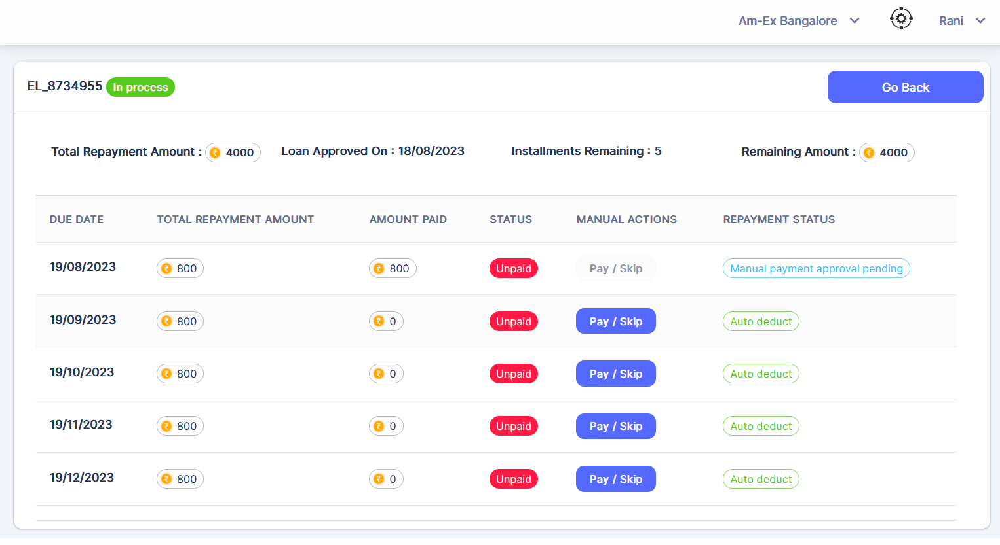 Am-Ex Bangalore Rani
EL_8734955 In process Go Back
Total Repayment Amount : ₹ 4000 Loan Approved On : 18/08/2023 Installments Remaining : 5 Remaining Amount : ₹ 4000
DUE DATE TOTAL REPAYMENT AMOUNT AMOUNT PAID STATUS MANUAL ACTIONS REPAYMENT STATUS
19/08/2023 ₹ 800 ₹ 800 Unpaid Pay / Skip Manual payment approval pending
19/09/2023 ₹ 800 ₹ 0 Unpaid Pay / Skip Auto deduct
19/10/2023 ₹ 800 ₹ 0 Unpaid Pay / Skip Auto deduct
19/11/2023 ₹ 800 ₹ 0 Unpaid Pay / Skip Auto deduct
19/12/2023 ₹ 800 ₹ 0 Unpaid Pay / Skip Auto deduct